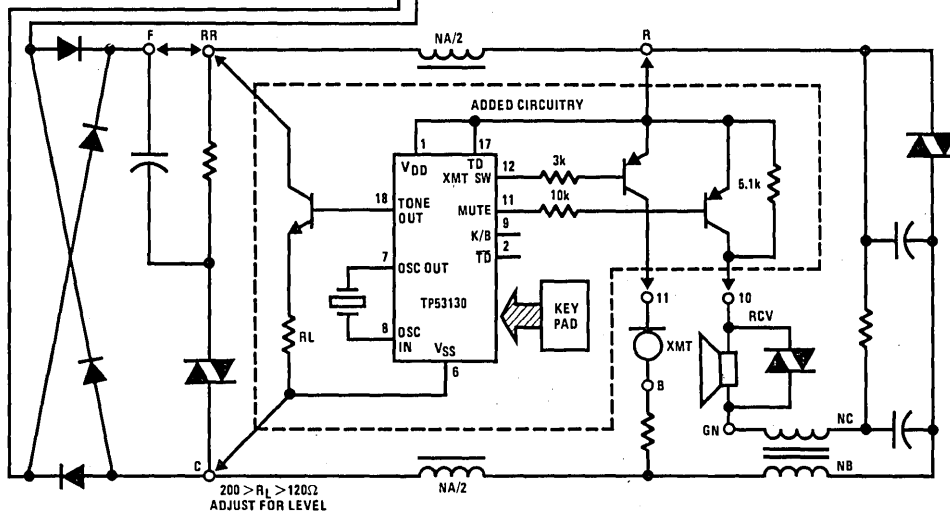 F
RR
NA/2
R
ADDED CIRCUITRY
1
17
VDD
TD
XMT SW
12
3k
5.1k
18
TONE
OUT
MUTE
11
10k
K/B
9
TD
2
7
OSC OUT
TP53130
KEY
PAD
8
OSC
IN
VSS
6
RL
11
10
RCV
XMT
B
GN
NC
NB
C
NA/2
200 > RL > 120Ω
ADJUST FOR LEVEL